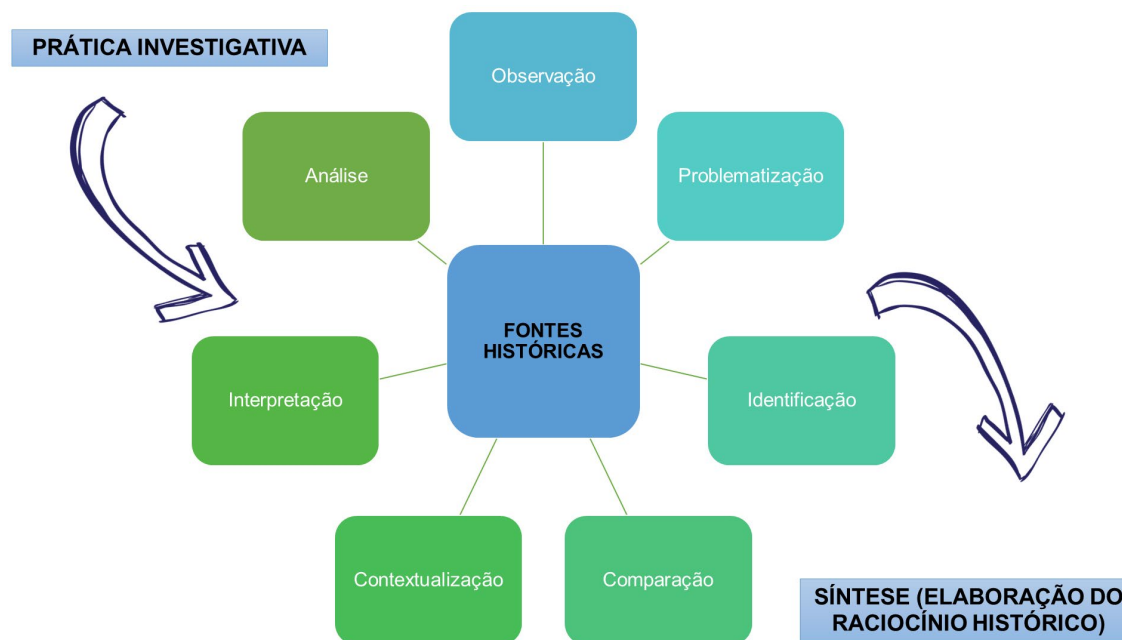 PRÁTICA INVESTIGATIVA
Observação
Análise
Problematização
FONTES
HISTÓRICAS
Interpretação
Identificação
Contextualização
Comparação
SÍNTESE (ELABORAÇÃO DO
RACIOCÍNIO HISTÓRICO)